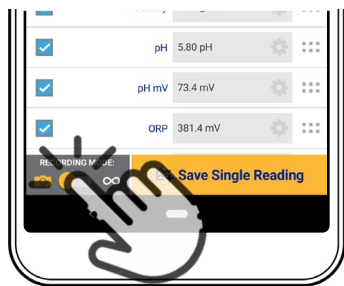 pH 5.80 pH
pH mV 73.4 mV
ORP 381.4 mV
RECORDING MODE:
Save Single Reading